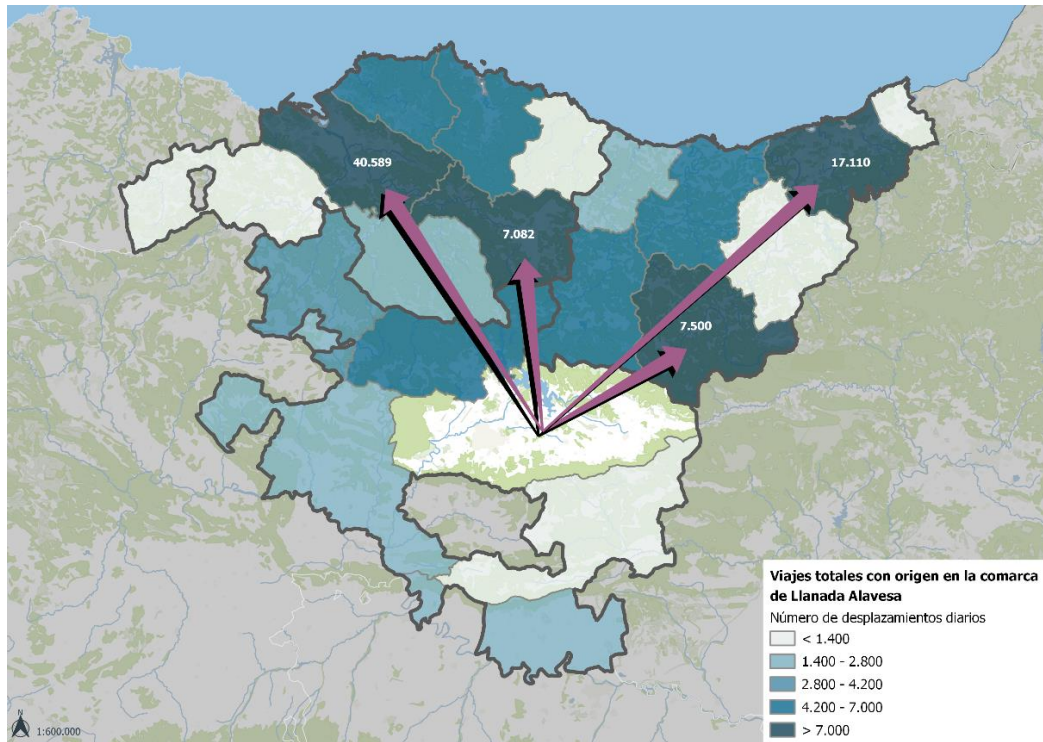 40.589
17.110
7.082
7.500
Viajes totales con origen en la comarca
de Llanada Alavesa
Número de desplazamientos diarios
< 1.400
1.400 - 2.800
2.800 - 4.200
4.200 - 7.000
> 7.000
1:600.000